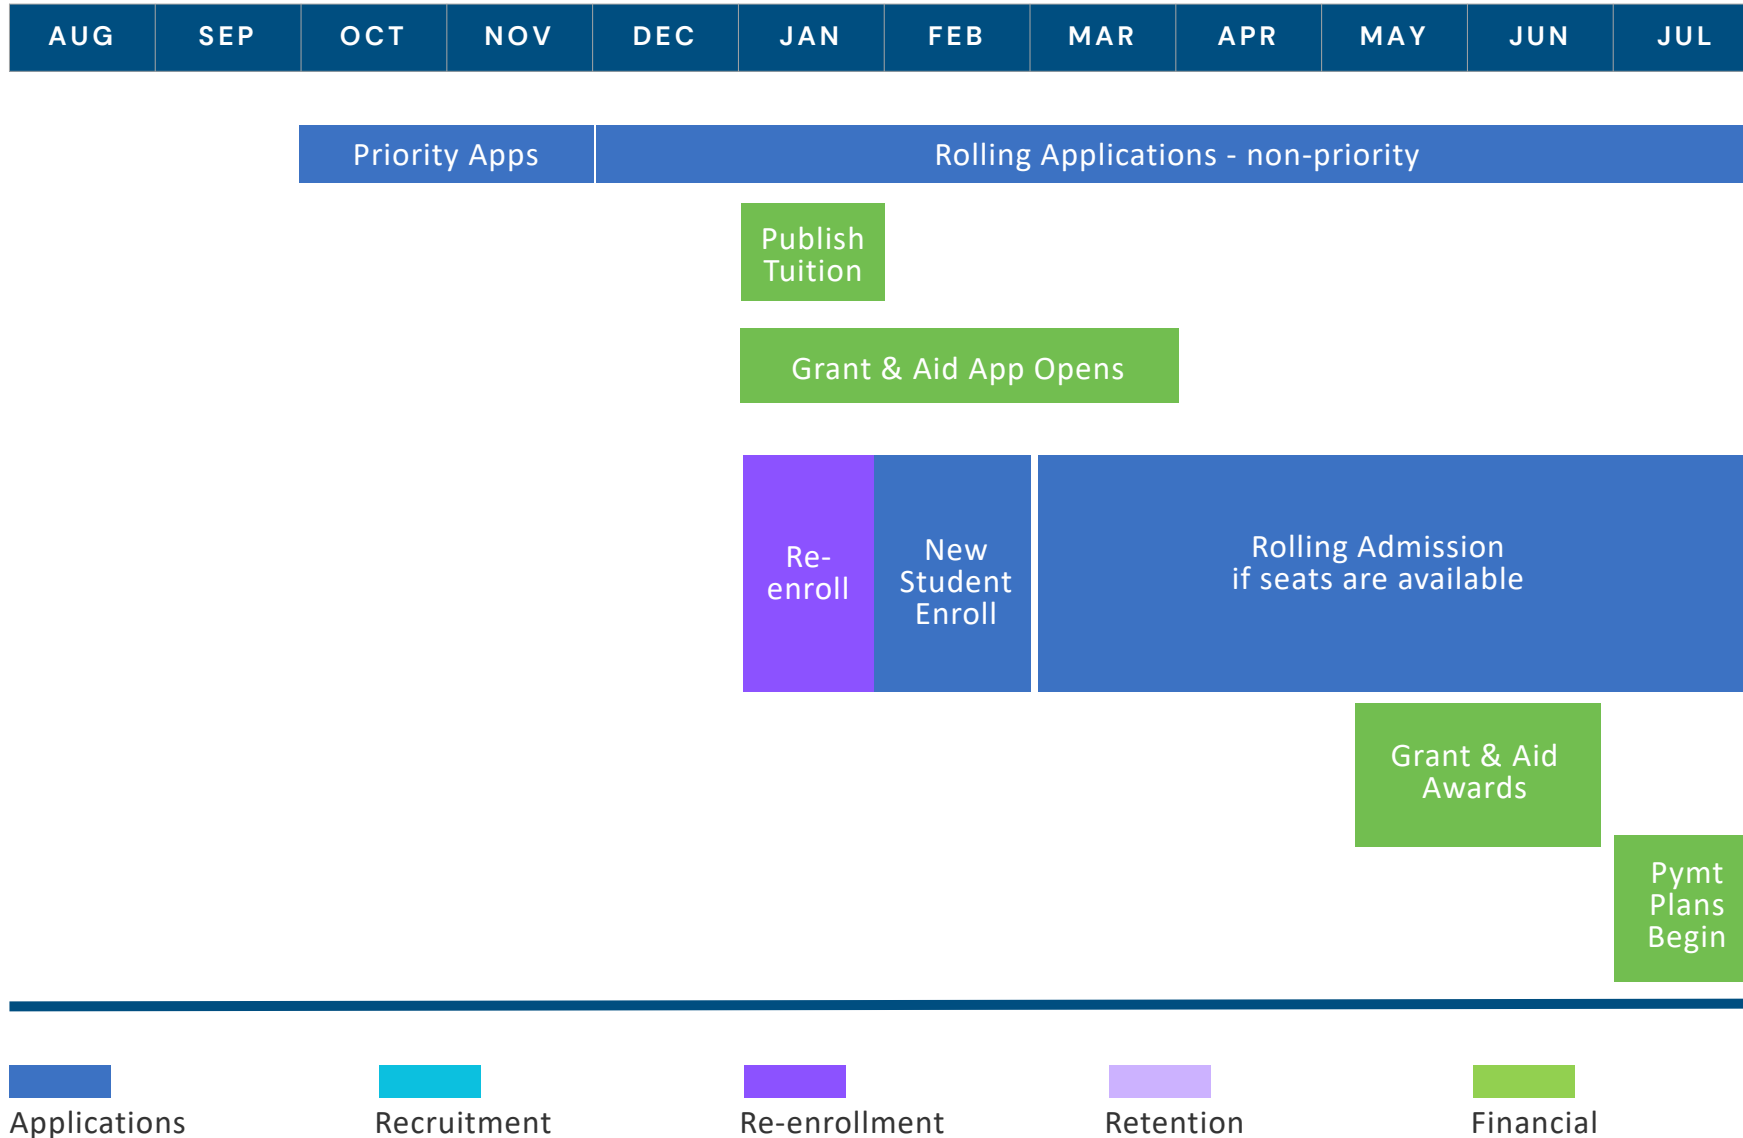 AUG SEP OCT NOV DEC JAN FEB MAR APR MAY JUN JUL
Priority Apps
Rolling Applications - non-priority
Publish
Tuition
Grant & Aid App Opens
Re-
enroll
New
Student
Enroll
Rolling Admission
if seats are available
Grant & Aid
Awards
Pymt
Plans
Begin
Applications
Recruitment
Re-enrollment
Retention
Financial